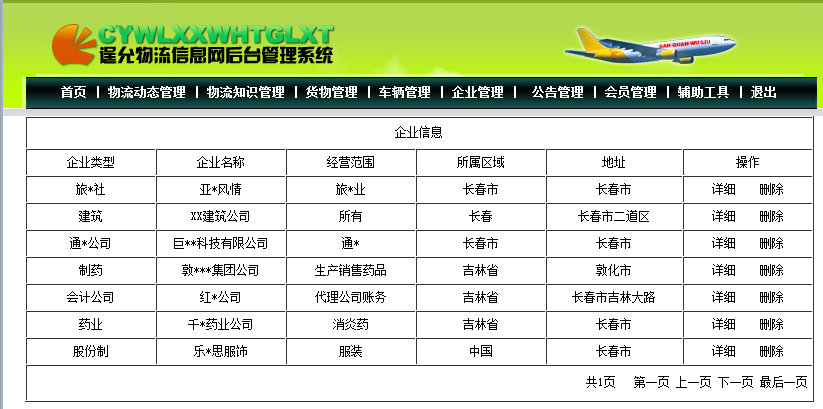 CYWLXXWHTGLXT
逞允物流信息网后台管理系统
SAN QUAN WU LIU
首页 | 物流动态管理 | 物流知识管理 | 货物管理 | 车辆管理 | 企业管理 | 公告管理 | 会员管理 | 辅助工具 | 退出
企业信息
企业类型 企业名称 经营范围 所属区域 地址 操作
旅*社 亚*风情 旅*业 长春市 长春市 详细 删除
建筑 XX建筑公司 所有 长春 长春市二道区 详细 删除
通*公司 巨**科技有限公司 通* 长春市 长春市 详细 删除
制药 敦***集团公司 生产销售药品 吉林省 敦化市 详细 删除
会计公司 红*公司 代理公司账务 吉林省 长春市吉林大路 详细 删除
药业 千*药业公司 消炎药 吉林省 长春市 详细 删除
股份制 乐*思服饰 服装 中国 长春市 详细 删除
共1页 第一页 上一页 下一页 最后一页